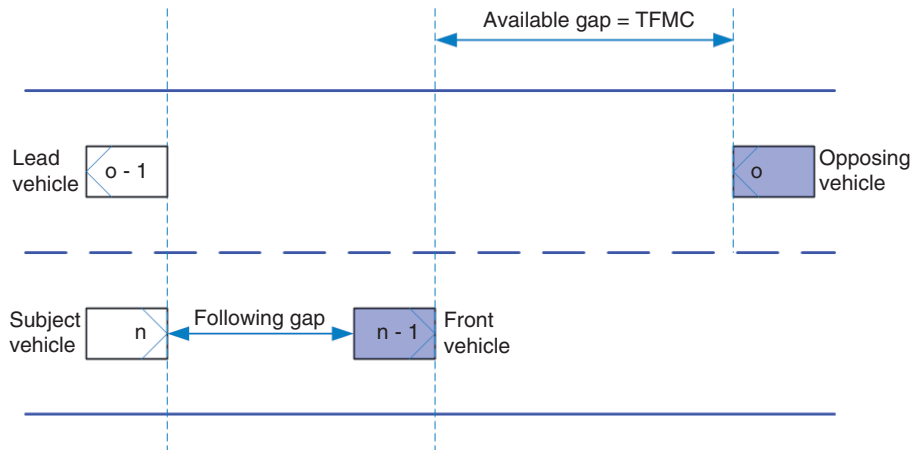 Available gap = TFMC
Lead
vehicle
o - 1
o
Opposing
vehicle
Subject
vehicle
n
Following gap
n - 1
Front
vehicle